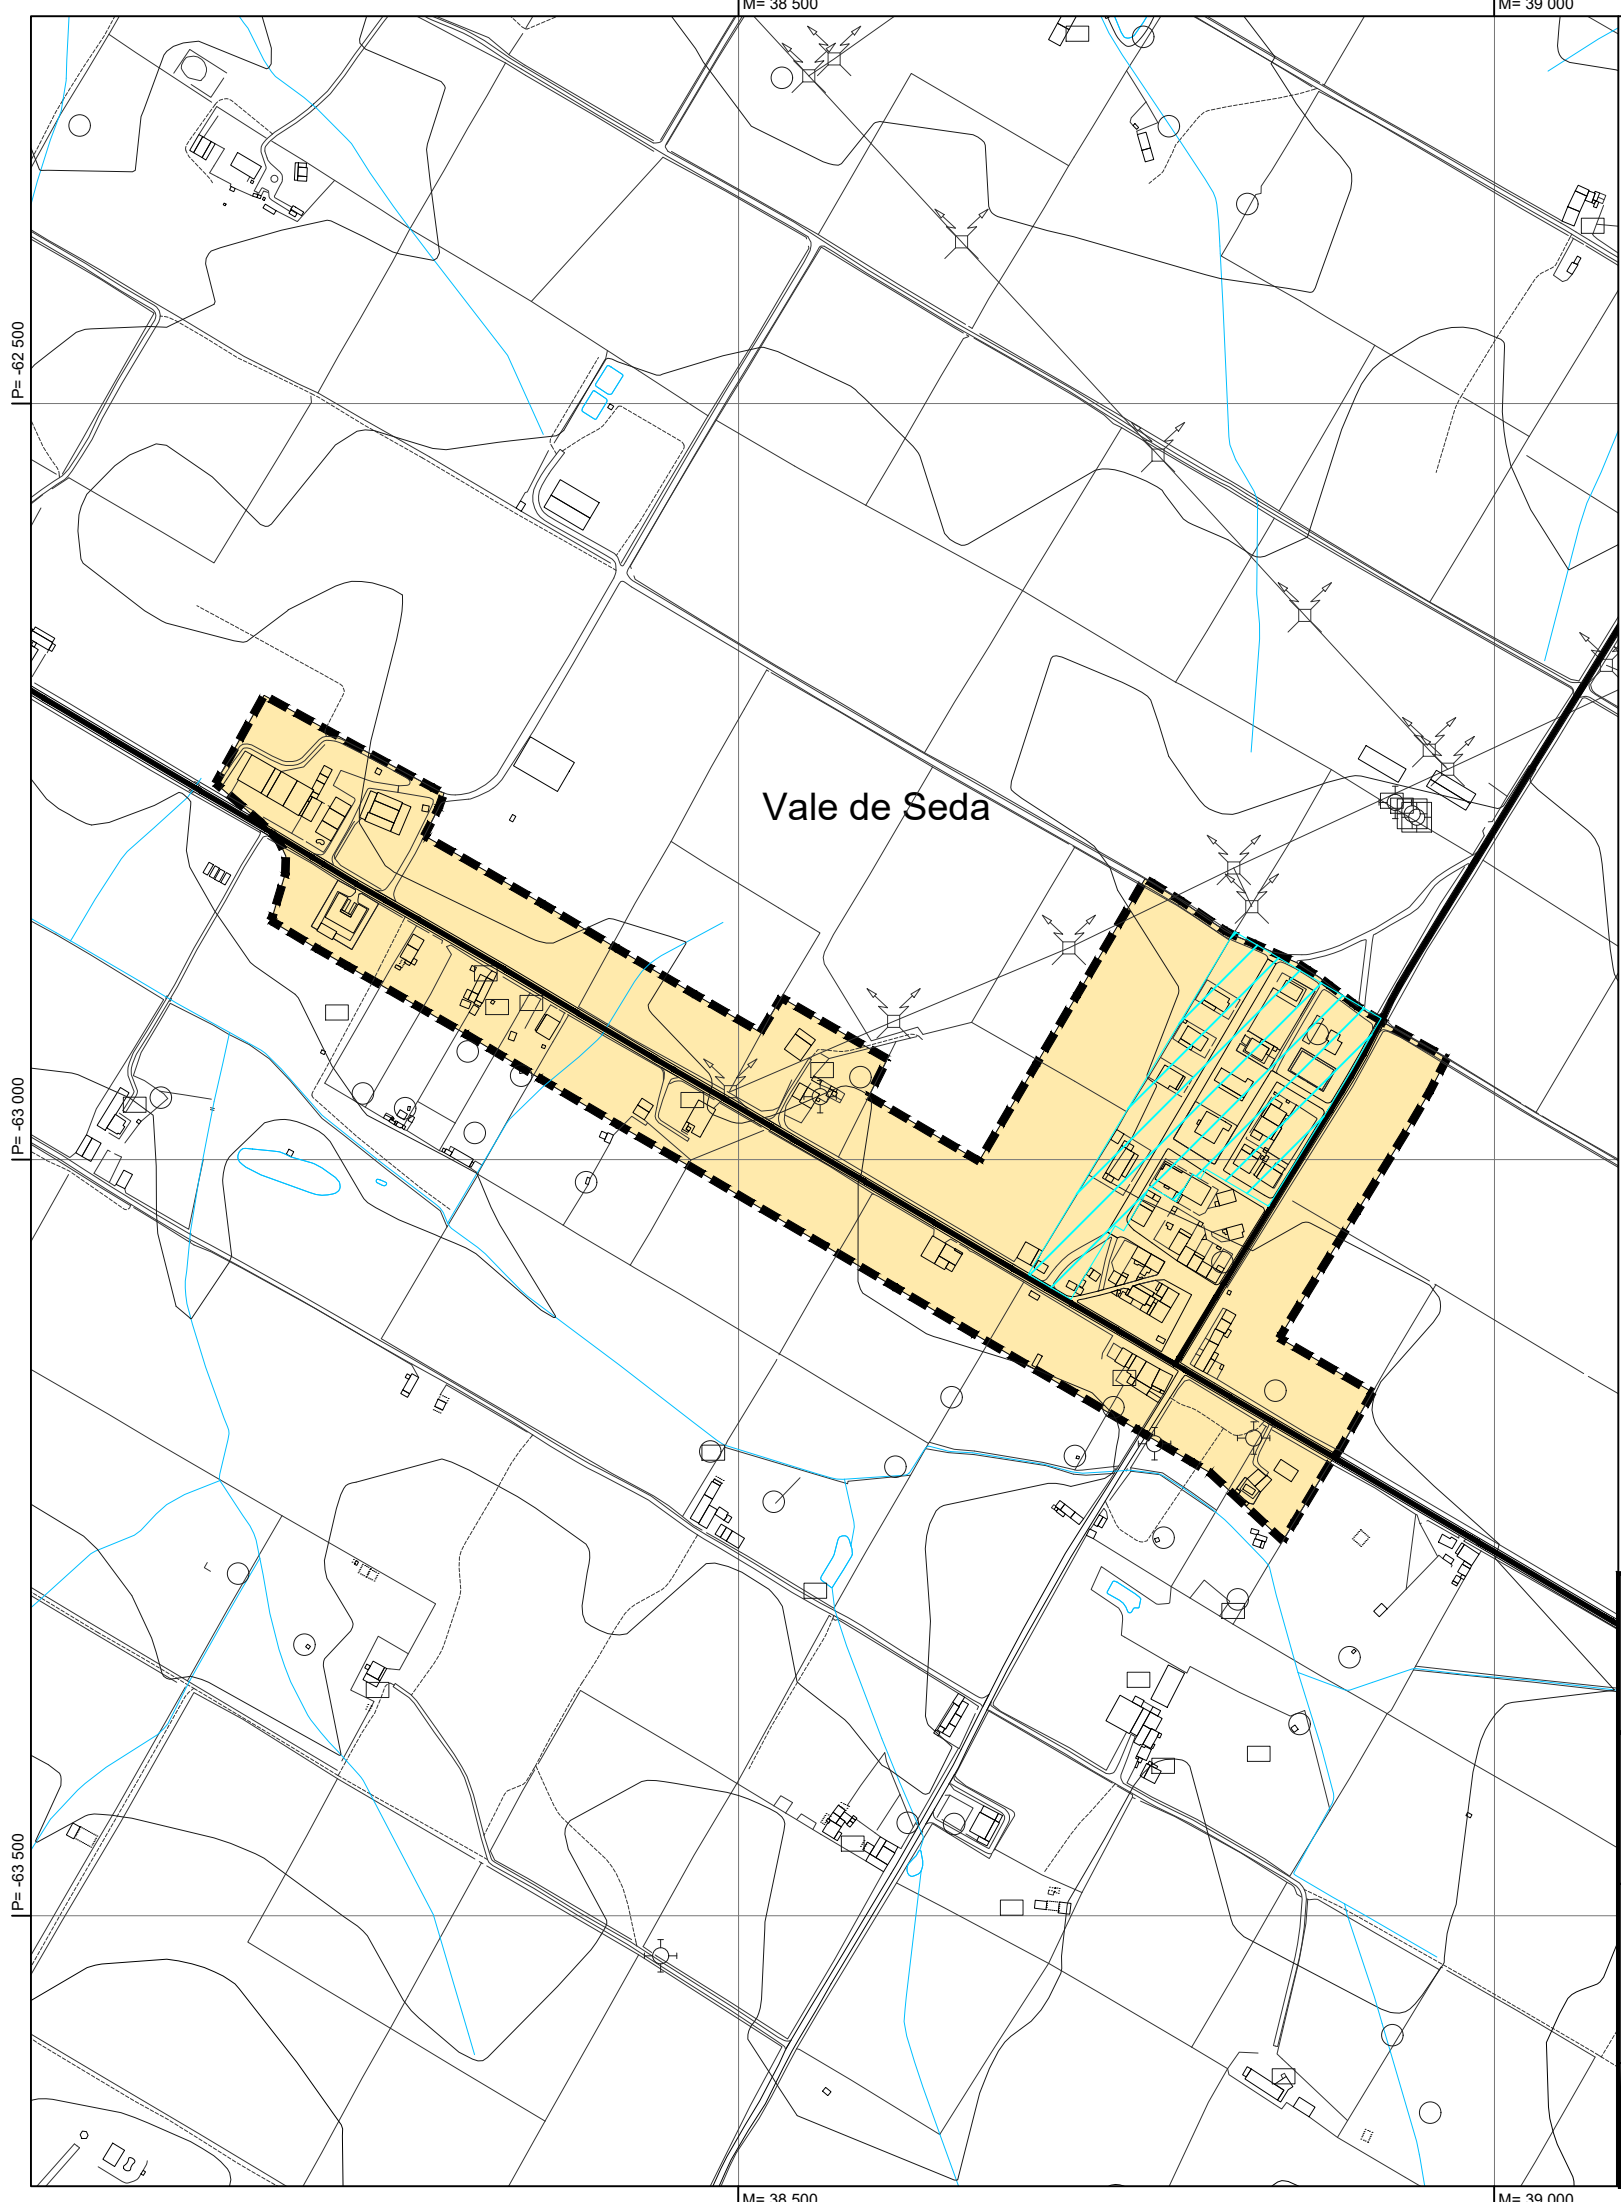 M= 38 500
M= 39 000
P= -62 500
Vale de Seda
P= -63 000
P= -63 500
M= 38 500
M= 39 000